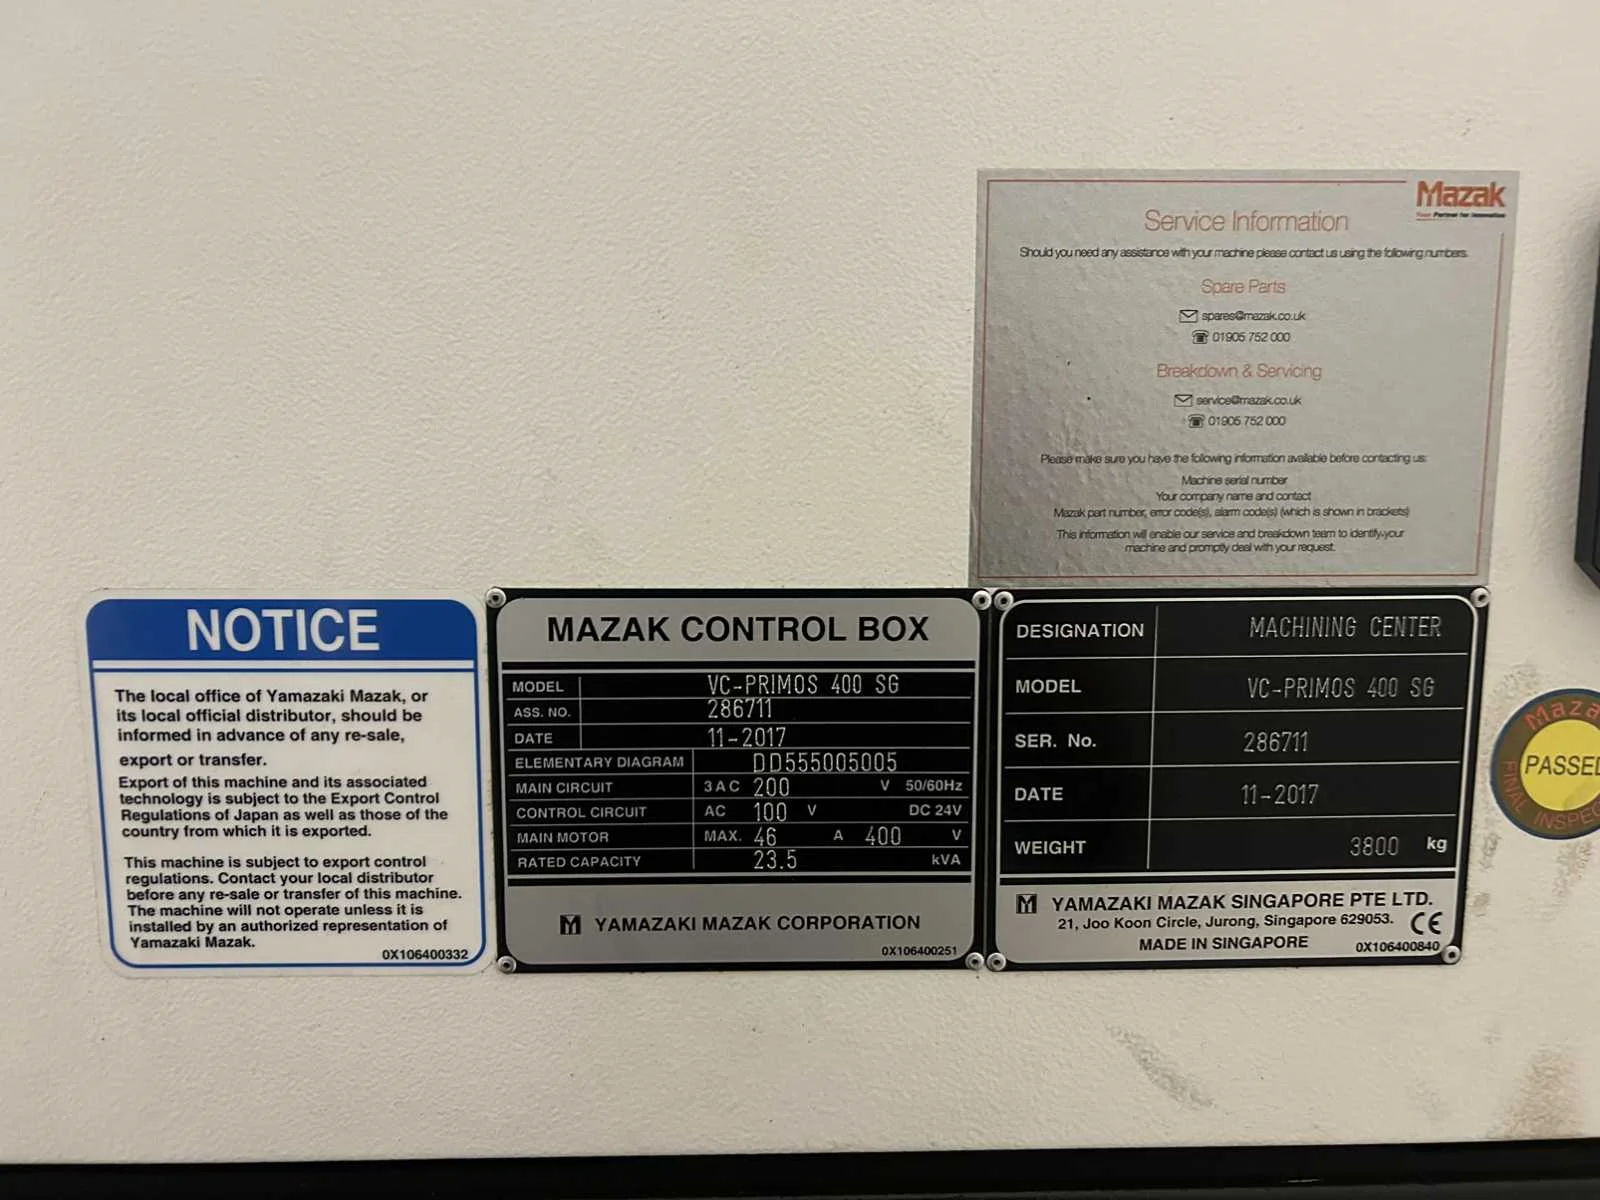 Mazak
Your Partner for Innovation
Service Information
Should you need any assistance with your machine please contact us using the following numbers.
Spare Parts
spares@mazak.co.uk
01905 752 000
Breakdown & Servicing
service@mazak.co.uk
01905 752 000
Please make sure you have the following information available before contacting us:
Machine serial number
Your company name and contact
Mazak part number, error code(s), alarm code(s) (which is shown in brackets)
This information will enable our service and breakdown team to identify your
machine and promptly deal with your request.
NOTICE
The local office of Yamazaki Mazak, or
its local official distributor, should be
informed in advance of any re-sale,
export or transfer.
Export of this machine and its associated
technology is subject to the Export Control
Regulations of Japan as well as those of the
country from which it is exported.
This machine is subject to export control
regulations. Contact your local distributor
before any re-sale or transfer of this machine.
The machine will not operate unless it is
installed by an authorized representation of
Yamazaki Mazak.
0X106400332
MAZAK CONTROL BOX
MODEL VC-PRIMOS 400 SG
ASS. NO. 286711
DATE 11-2017
ELEMENTARY DIAGRAM DD555005005
MAIN CIRCUIT 3 A C 200 V 50/60Hz
CONTROL CIRCUIT AC 100 V DC 24V
MAIN MOTOR MAX. 46 A 400 V
RATED CAPACITY 23.5 kVA
YAMAZAKI MAZAK CORPORATION
0X106400251
DESIGNATION MACHINING CENTER
MODEL VC-PRIMOS 400 SG
SER. No. 286711
DATE 11-2017
WEIGHT 3800 kg
YAMAZAKI MAZAK SINGAPORE PTE LTD.
21, Joo Koon Circle, Jurong, Singapore 629053.
CE
MADE IN SINGAPORE
0X106400840
Maza
PASSED
FINAL INSPEC